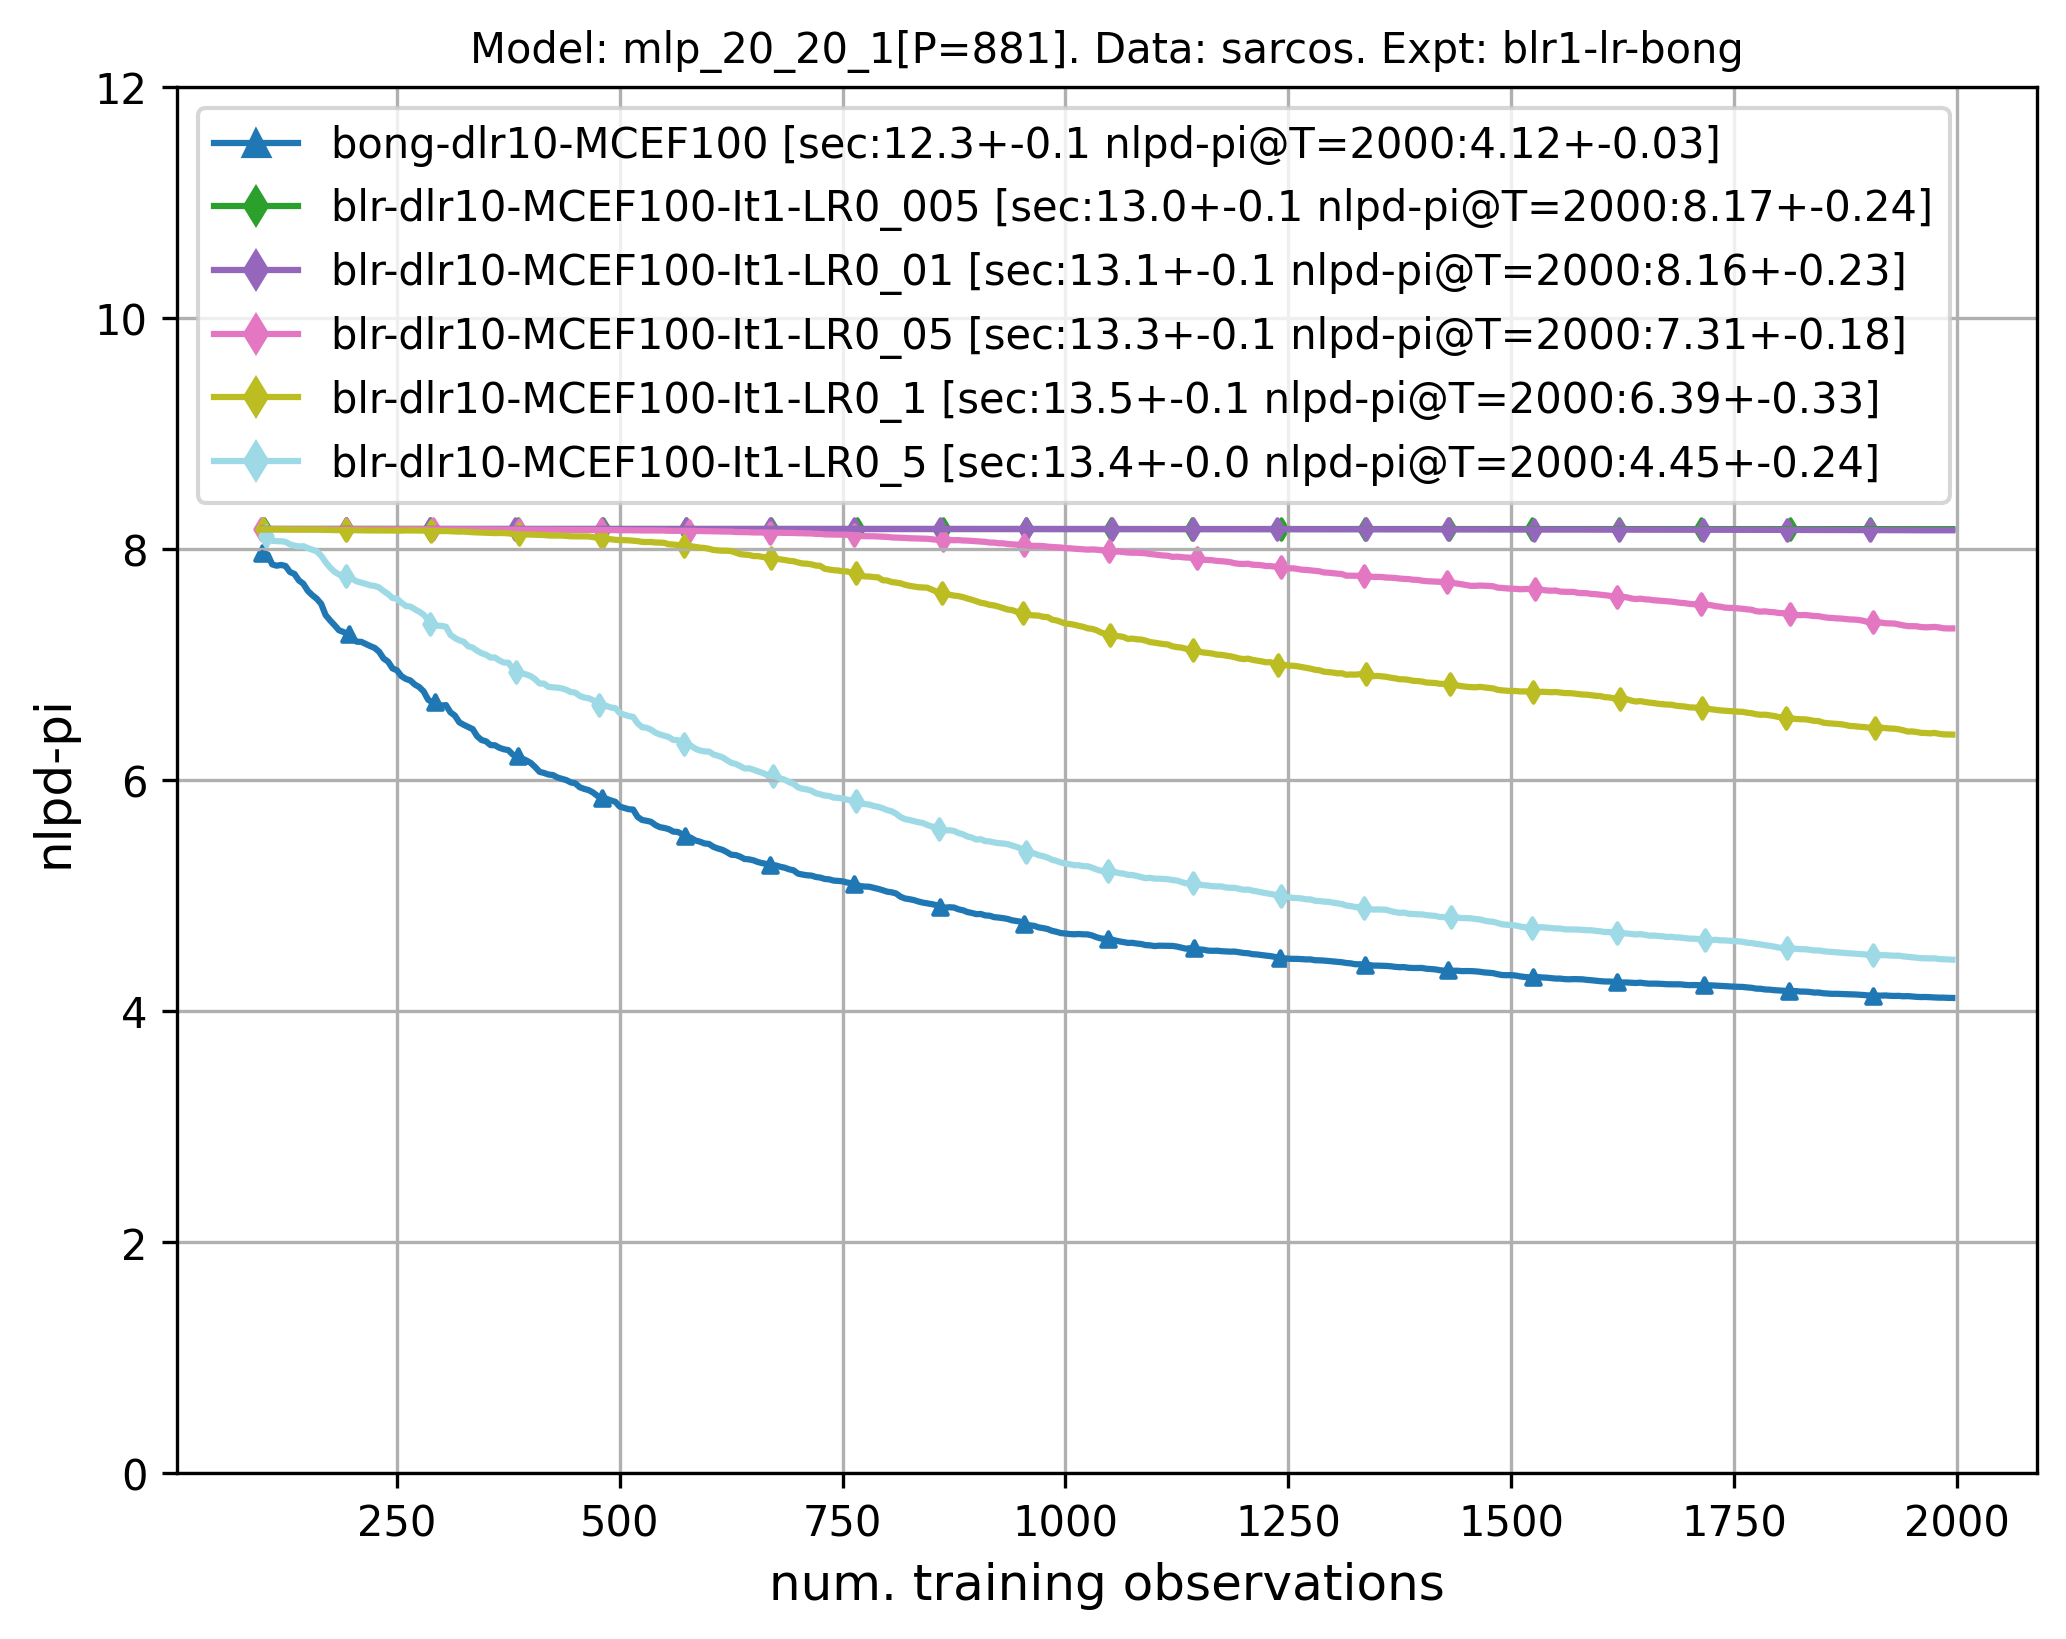 Model: mlp_20_20_1[P=881]. Data: sarcos. Expt: blr1-lr-bong
12
bong-dlr10-MCEF100 [sec:12.3+-0.1 nlpd-pi@T=2000:4.12+-0.03]
blr-dlr10-MCEF100-It1-LR0_005 [sec:13.0+-0.1 nlpd-pi@T=2000:8.17+-0.24]
blr-dlr10-MCEF100-It1-LR0_01 [sec:13.1+-0.1 nlpd-pi@T=2000:8.16+-0.23]
10
blr-dlr10-MCEF100-It1-LR0_05 [sec:13.3+-0.1 nlpd-pi@T=2000:7.31+-0.18]
blr-dlr10-MCEF100-It1-LR0_1 [sec:13.5+-0.1 nlpd-pi@T=2000:6.39+-0.33]
blr-dlr10-MCEF100-It1-LR0_5 [sec:13.4+-0.0 nlpd-pi@T=2000:4.45+-0.24]
8
nlpd-pi
6
4
2
0
250 500 750 1000 1250 1500 1750 2000
num. training observations